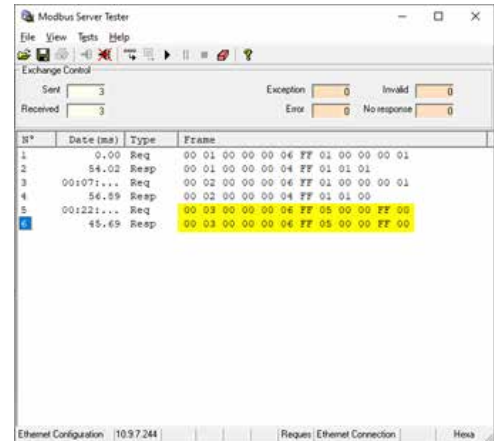 Modbus Server Tester
File View Tests Help
Exchange Control
Sent 3 Exception 0 Invalid 0
Received 3 Error 0 No response 0
N° Date (ms) Type Frame
1 0.00 Req 00 01 00 00 00 06 FF 01 00 00 00 01
2 54.02 Resp 00 01 00 00 00 04 FF 01 01 01
3 00:07:... Req 00 02 00 00 00 06 FF 01 00 00 00 01
4 56.89 Resp 00 02 00 00 00 04 FF 01 01 00
5 00:22:... Req 00 03 00 00 00 06 FF 05 00 00 FF 00
6 45.69 Resp 00 03 00 00 00 06 FF 05 00 00 FF 00
Ethernet Configuration 10.9.7.244 Reques Ethernet Connection Hexa